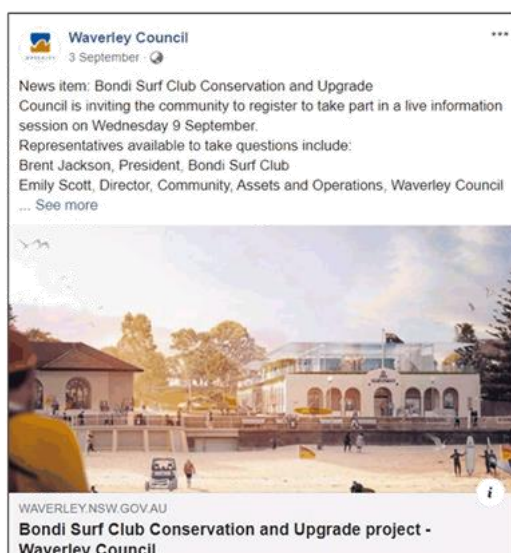 Waverley Council
3 September
News item: Bondi Surf Club Conservation and Upgrade
Council is inviting the community to register to take part in a live information
session on Wednesday 9 September.
Representatives available to take questions include:
Brent Jackson, President, Bondi Surf Club
Emily Scott, Director, Community, Assets and Operations, Waverley Council
... See more
WAVERLEY.NSW.GOV.AU
Bondi Surf Club Conservation and Upgrade project -
Waverley Council